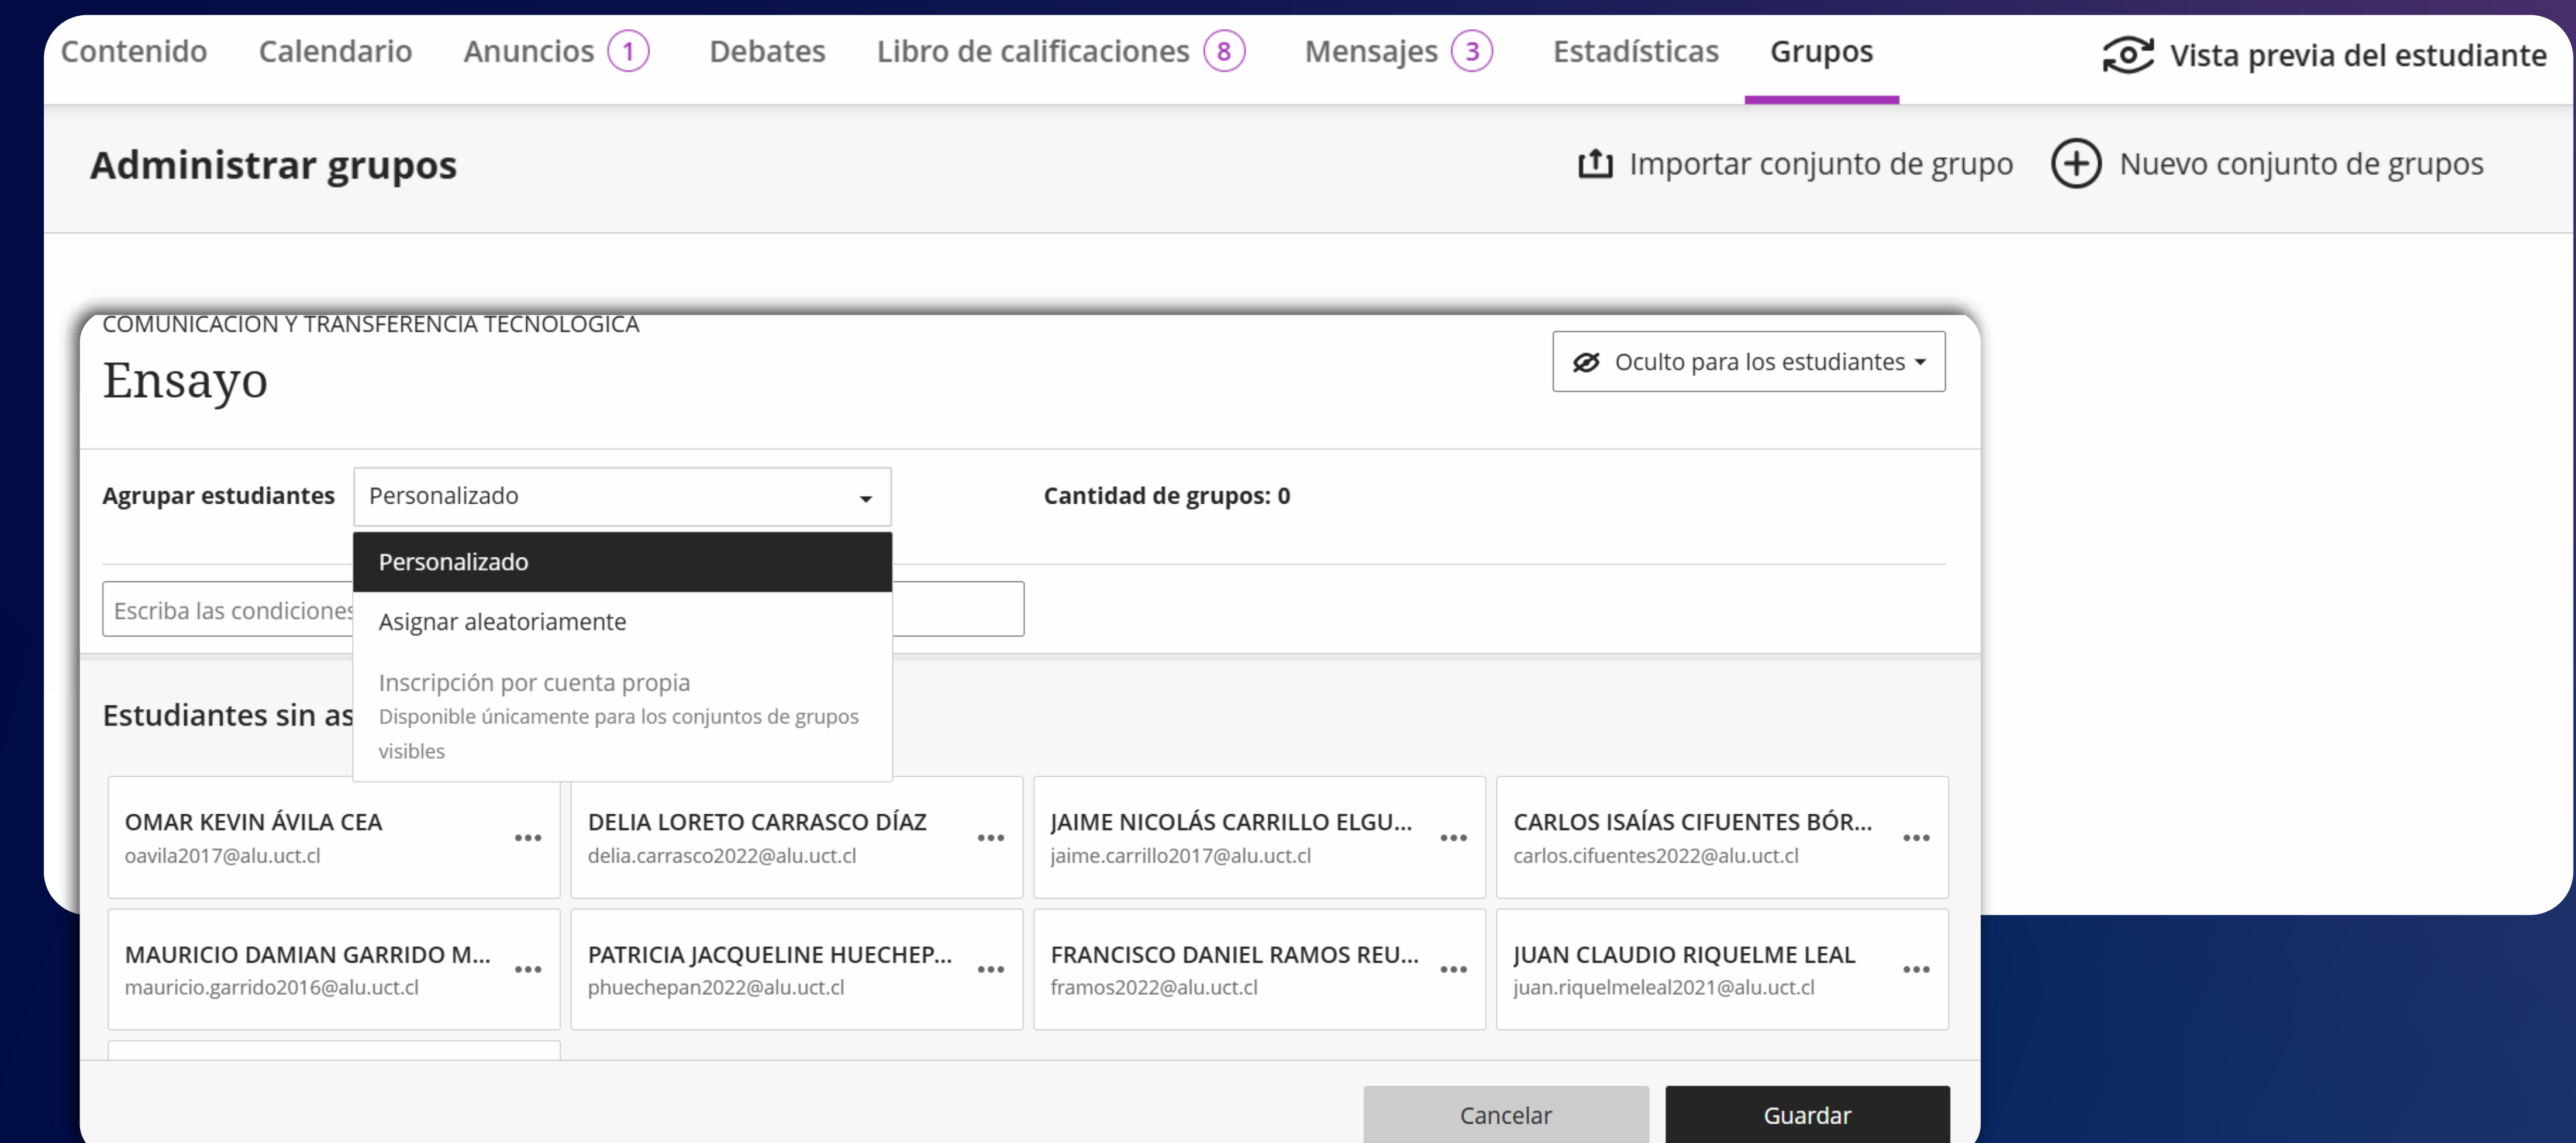 Contenido Calendario Anuncios 1 Debates Libro de calificaciones 8 Mensajes 3 Estadísticas Grupos Vista previa del estudiante
Administrar grupos Importar conjunto de grupo Nuevo conjunto de grupos
COMUNICACION Y TRANSFERENCIA TECNOLOGICA
Ensayo
Oculto para los estudiantes
Agrupar estudiantes Personalizado Cantidad de grupos: 0
Personalizado
Escriba las condiciones
Asignar aleatoriamente
Inscripción por cuenta propia
Disponible únicamente para los conjuntos de grupos
visibles
Estudiantes sin as
OMAR KEVIN ÁVILA CEA
oavila2017@alu.uct.cl
DELIA LORETO CARRASCO DÍAZ
delia.carrasco2022@alu.uct.cl
JAIME NICOLÁS CARRILLO ELGU...
jaime.carrillo2017@alu.uct.cl
CARLOS ISAÍAS CIFUENTES BÓR...
carlos.cifuentes2022@alu.uct.cl
MAURICIO DAMIAN GARRIDO M...
mauricio.garrido2016@alu.uct.cl
PATRICIA JACQUELINE HUECHEP...
phuechepan2022@alu.uct.cl
FRANCISCO DANIEL RAMOS REU...
framos2022@alu.uct.cl
JUAN CLAUDIO RIQUELME LEAL
juan.riquelmeleal2021@alu.uct.cl
Cancelar Guardar